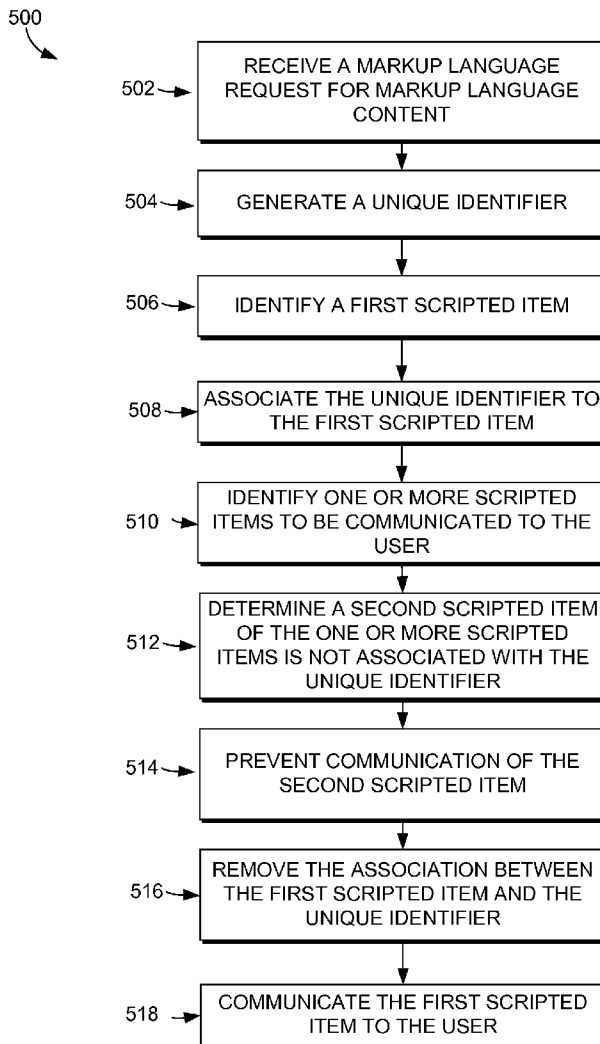 500
502
RECEIVE A MARKUP LANGUAGE
REQUEST FOR MARKUP LANGUAGE
CONTENT
504
GENERATE A UNIQUE IDENTIFIER
506
IDENTIFY A FIRST SCRIPTED ITEM
508
ASSOCIATE THE UNIQUE IDENTIFIER TO
THE FIRST SCRIPTED ITEM
510
IDENTIFY ONE OR MORE SCRIPTED
ITEMS TO BE COMMUNICATED TO THE
USER
512
DETERMINE A SECOND SCRIPTED ITEM
OF THE ONE OR MORE SCRIPTED
ITEMS IS NOT ASSOCIATED WITH THE
UNIQUE IDENTIFIER
514
PREVENT COMMUNICATION OF THE
SECOND SCRIPTED ITEM
516
REMOVE THE ASSOCIATION BETWEEN
THE FIRST SCRIPTED ITEM AND THE
UNIQUE IDENTIFIER
518
COMMUNICATE THE FIRST SCRIPTED
ITEM TO THE USER